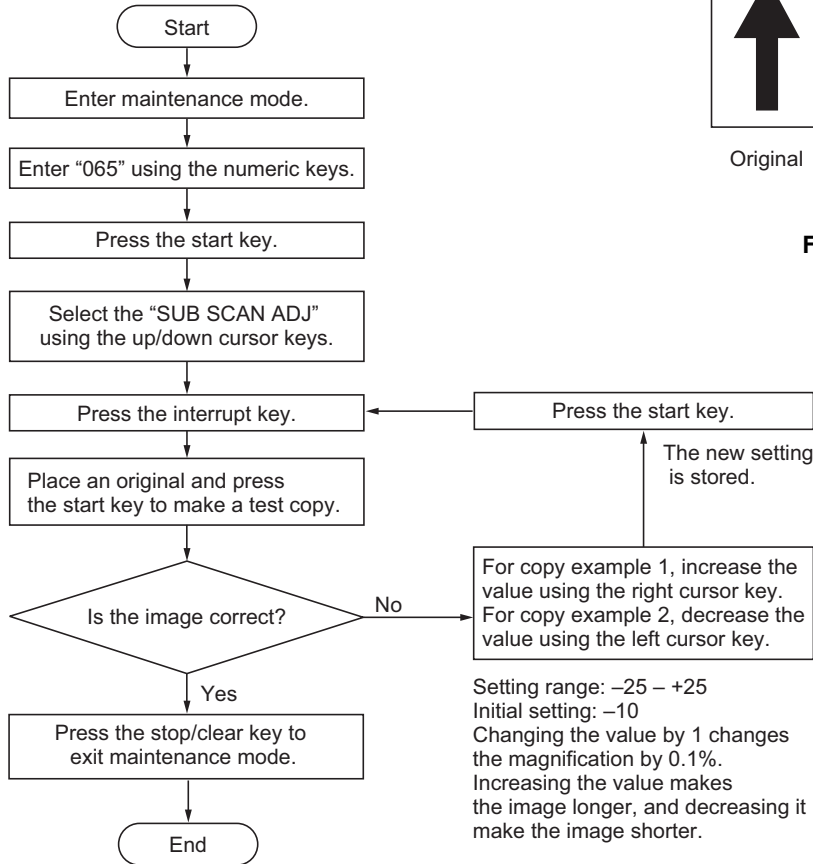 Start
Enter maintenance mode.
Enter “065” using the numeric keys.
Press the start key.
Select the “SUB SCAN ADJ”
using the up/down cursor keys.
Press the interrupt key.
Place an original and press
the start key to make a test copy.
Is the image correct?
No
Yes
Press the stop/clear key to
exit maintenance mode.
End
Original
F
Press the start key.
The new setting
is stored.
For copy example 1, increase the
value using the right cursor key.
For copy example 2, decrease the
value using the left cursor key.
Setting range: –25 – +25
Initial setting: –10
Changing the value by 1 changes
the magnification by 0.1%.
Increasing the value makes
the image longer, and decreasing it
make the image shorter.